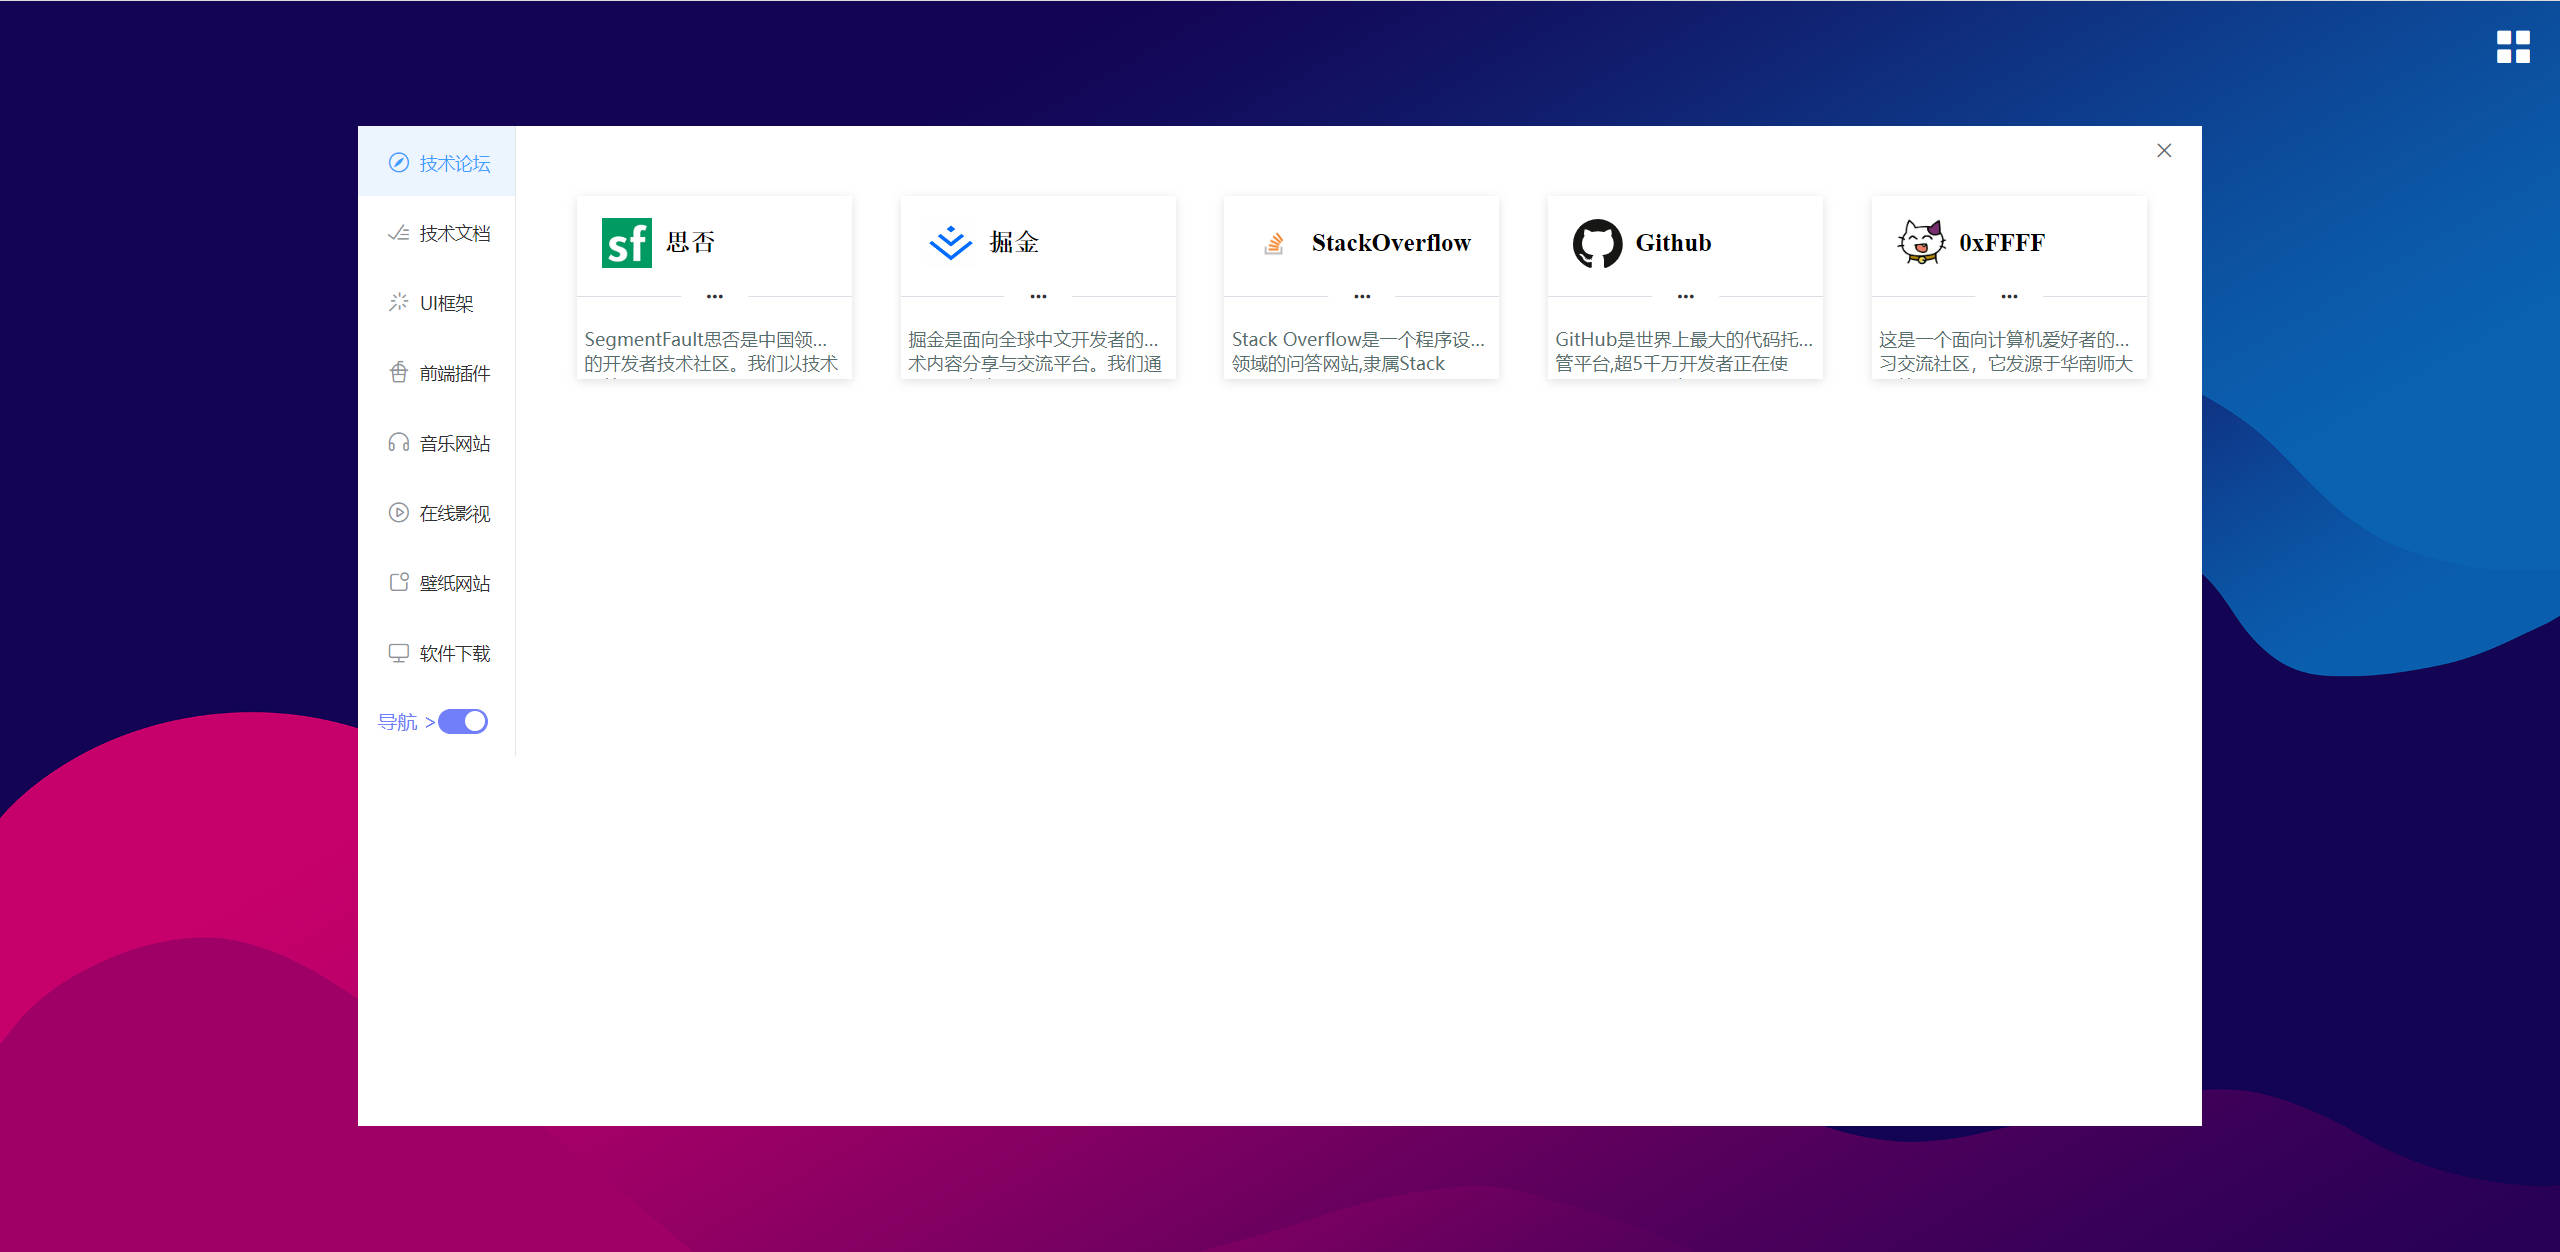 技术论坛
技术文档
UI框架
前端插件
音乐网站
在线影视
壁纸网站
软件下载
导航 >
sf 思否
SegmentFault思否是中国领...
的开发者技术社区。我们以技术
掘金
掘金是面向全球中文开发者的...
术内容分享与交流平台。我们通
StackOverflow
Stack Overflow是一个程序设...
领域的问答网站,隶属Stack
Github
GitHub是世界上最大的代码托...
管平台,超5千万开发者正在使
0xFFFF
这是一个面向计算机爱好者的...
习交流社区，它发源于华南师大